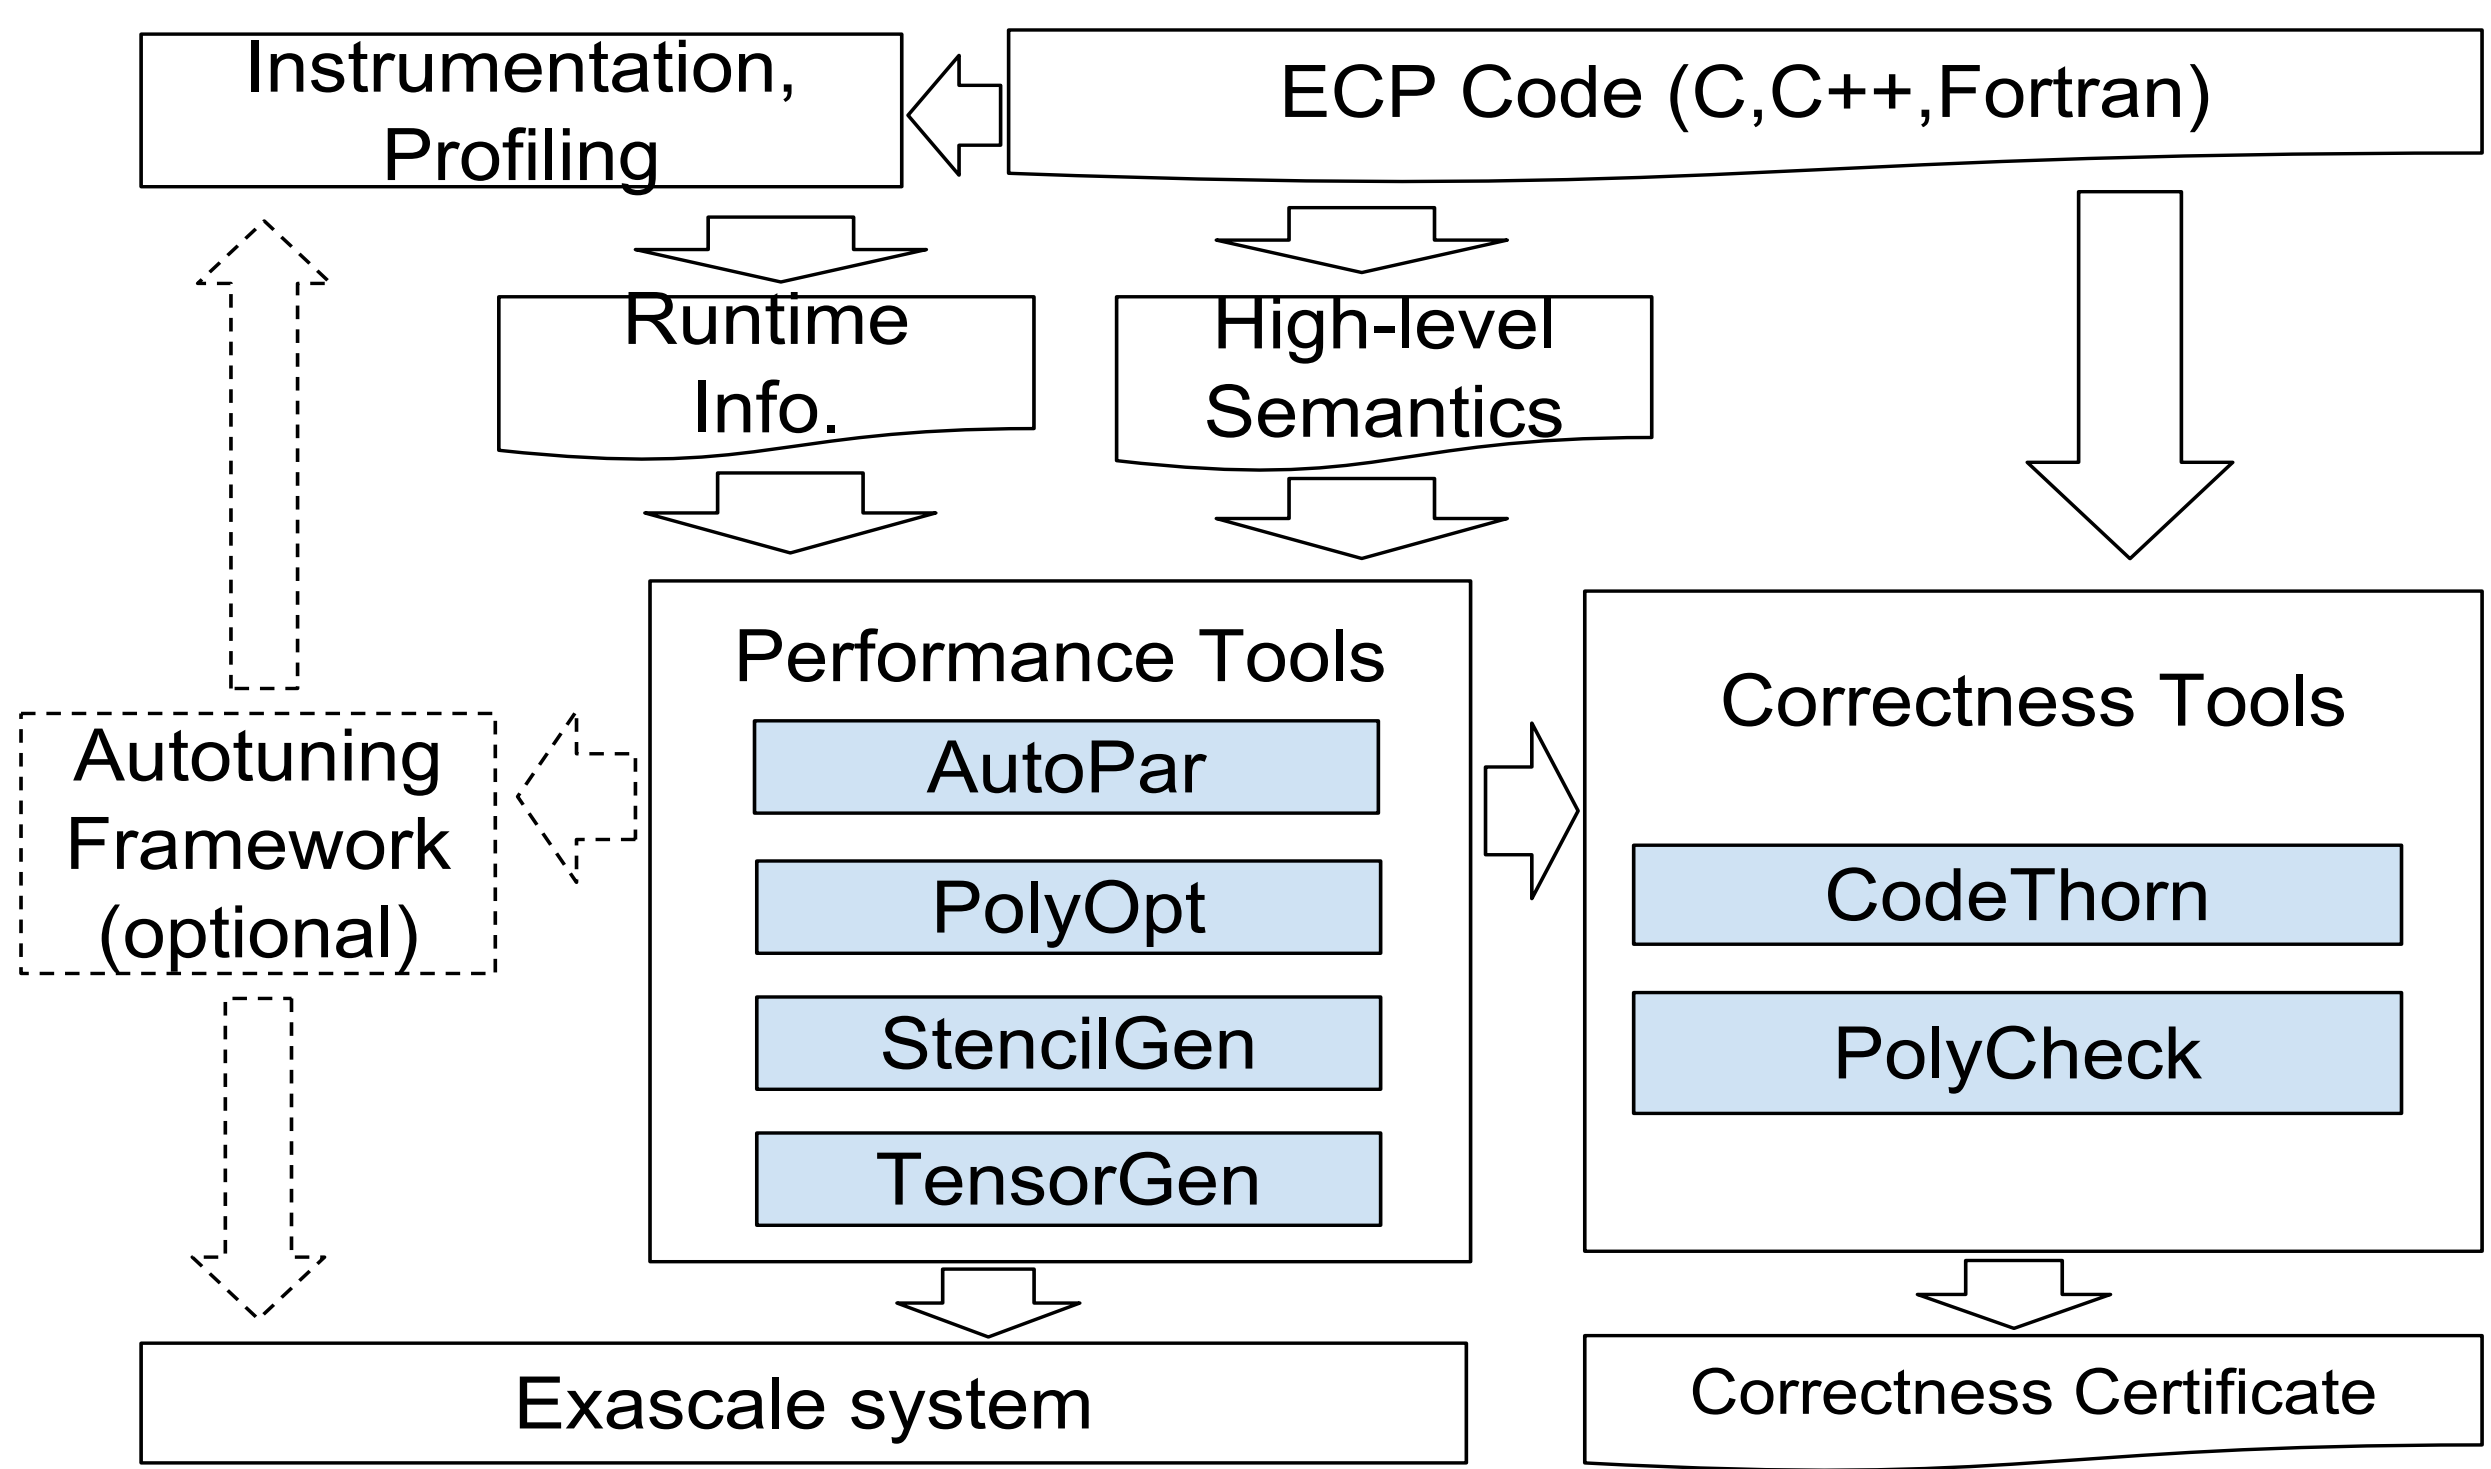 Instrumentation,
Profiling
ECP Code (C,C++,Fortran)
Runtime
Info.
High-level
Semantics
Autotuning
Framework
(optional)
Performance Tools
AutoPar
PolyOpt
StencilGen
TensorGen
Correctness Tools
CodeThorn
PolyCheck
Exascale system
Correctness Certificate